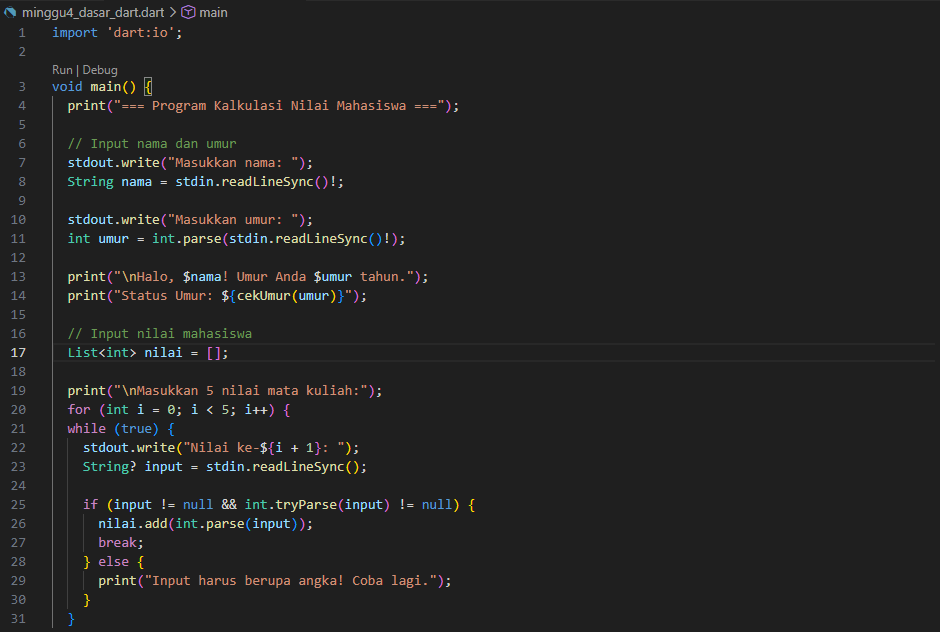 minggu4_dasar_dart.dart > main
1 import 'dart:io';
2
Run | Debug
3 void main() {
4   print("=== Program Kalkulasi Nilai Mahasiswa ===");
5
6   // Input nama dan umur
7   stdout.write("Masukkan nama: ");
8   String nama = stdin.readLineSync()!;
9
10   stdout.write("Masukkan umur: ");
11   int umur = int.parse(stdin.readLineSync()!);
12
13   print("\nHalo, $nama! Umur Anda $umur tahun.");
14   print("Status Umur: ${cekUmur(umur)}");
15
16   // Input nilai mahasiswa
17   List<int> nilai = [];
18
19   print("\nMasukkan 5 nilai mata kuliah:");
20   for (int i = 0; i < 5; i++) {
21   while (true) {
22     stdout.write("Nilai ke-${i + 1}: ");
23     String? input = stdin.readLineSync();
24
25     if (input != null && int.tryParse(input) != null) {
26       nilai.add(int.parse(input));
27       break;
28     } else {
29       print("Input harus berupa angka! Coba lagi.");
30     }
31   }